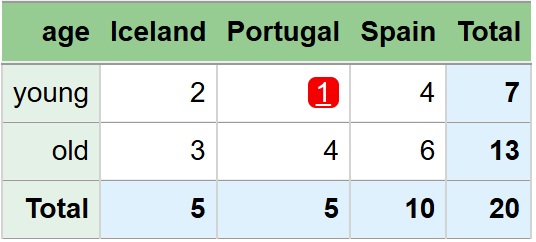 age Iceland Portugal Spain Total
young 2 1 4 7
old 3 4 6 13
Total 5 5 10 20